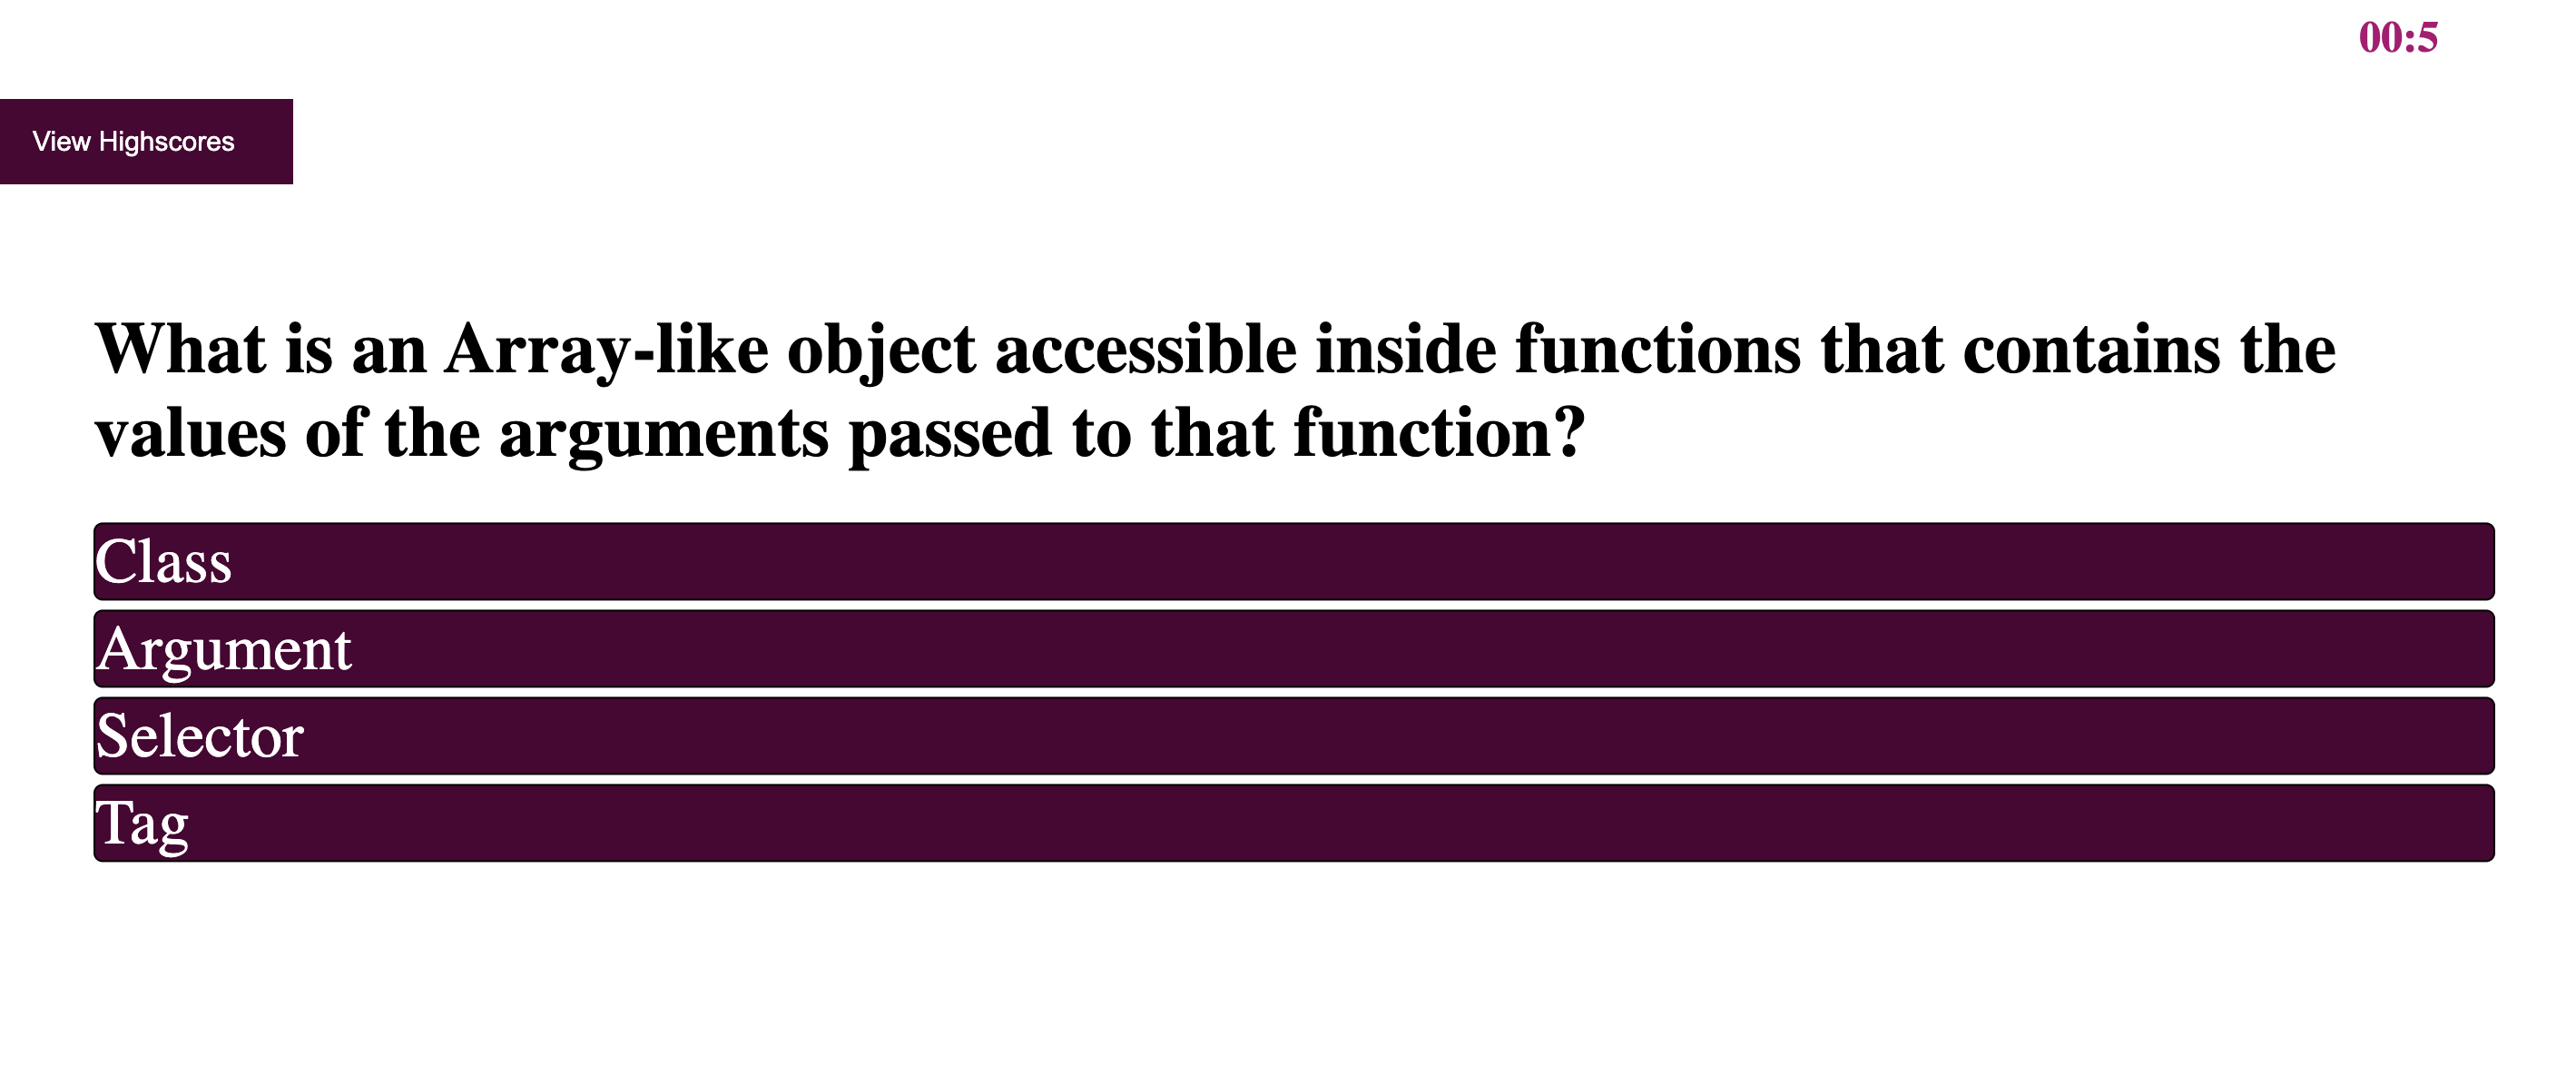 00:5
View Highscores
What is an Array-like object accessible inside functions that contains the
values of the arguments passed to that function?
Class
Argument
Selector
Tag